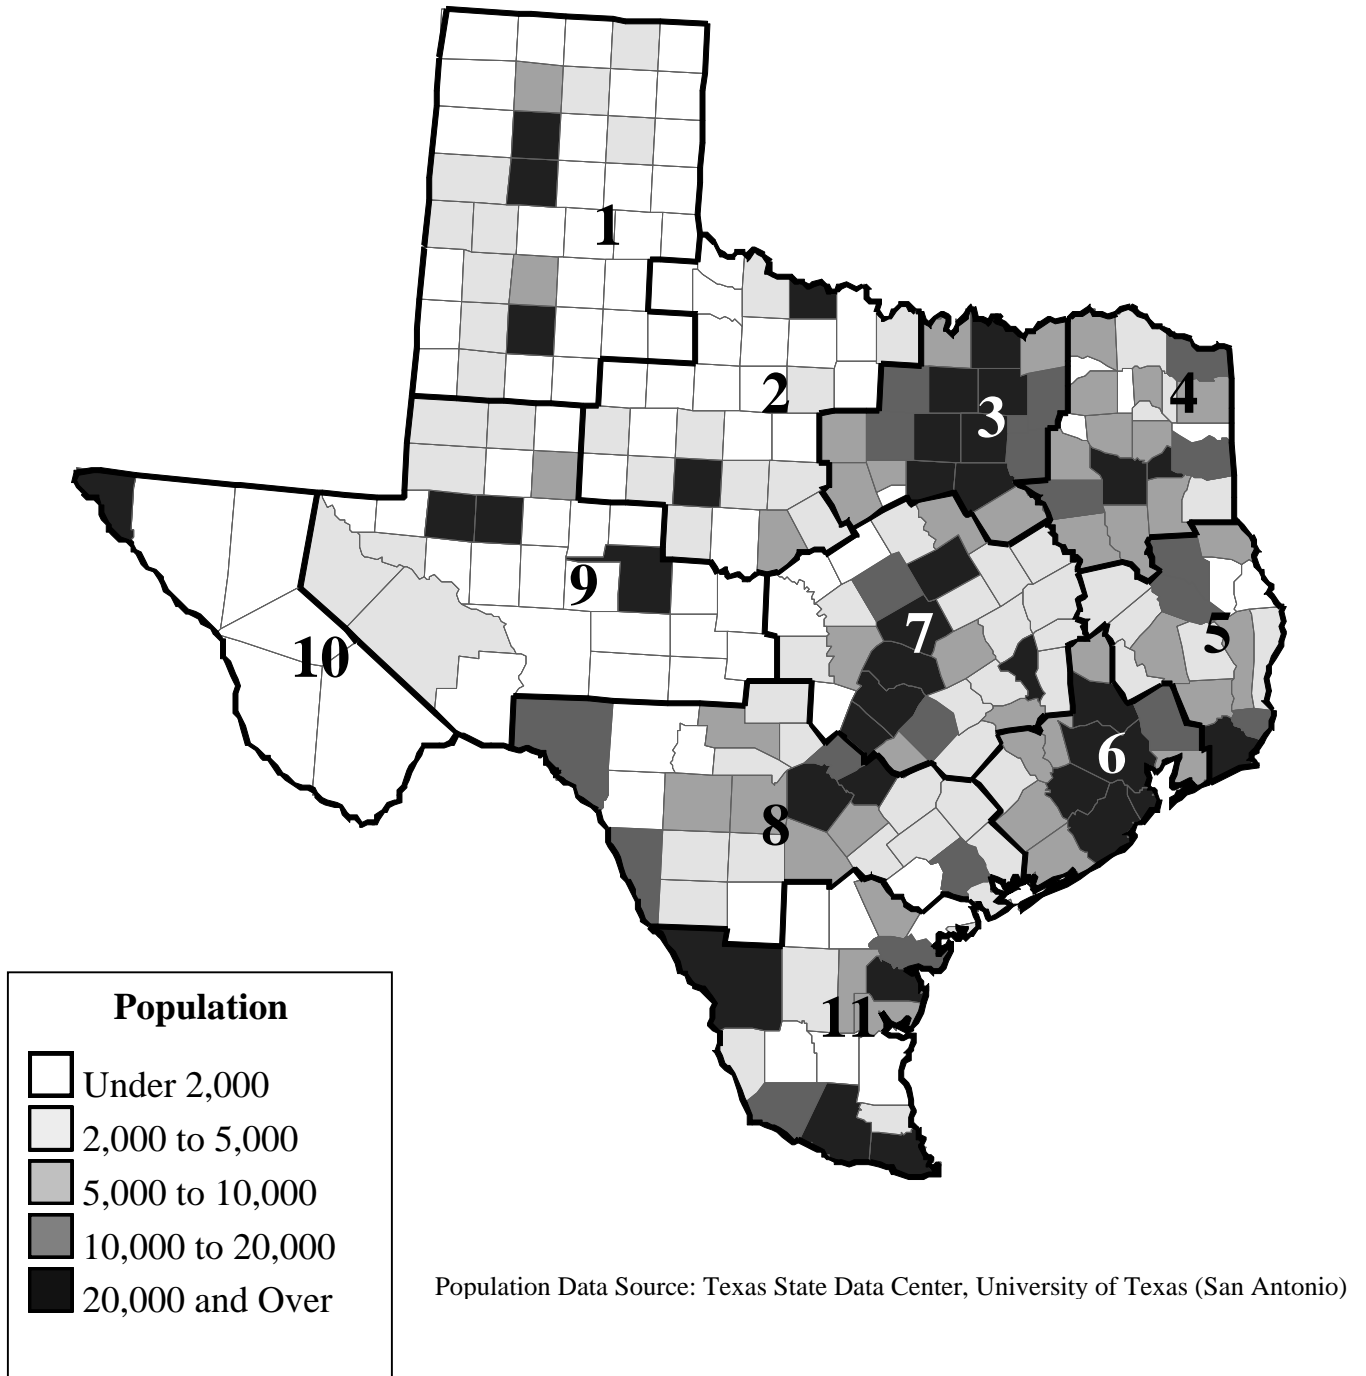 1
2
3
4
5
6
7
8
9
10
11
Population
Under 2,000
2,000 to 5,000
5,000 to 10,000
10,000 to 20,000
20,000 and Over
Population Data Source: Texas State Data Center, University of Texas (San Antonio)